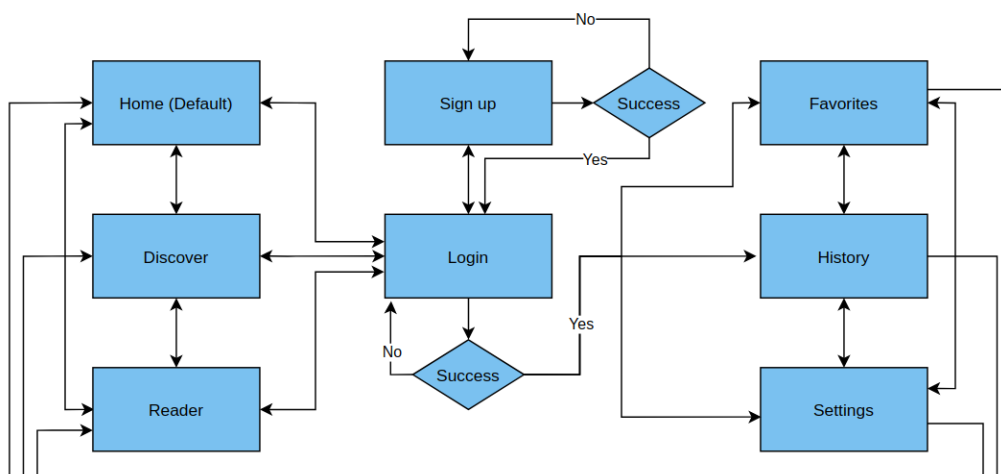 No
Home (Default)
Sign up
Success
Favorites
Yes
Discover
Login
History
Yes
No
Success
Reader
Settings